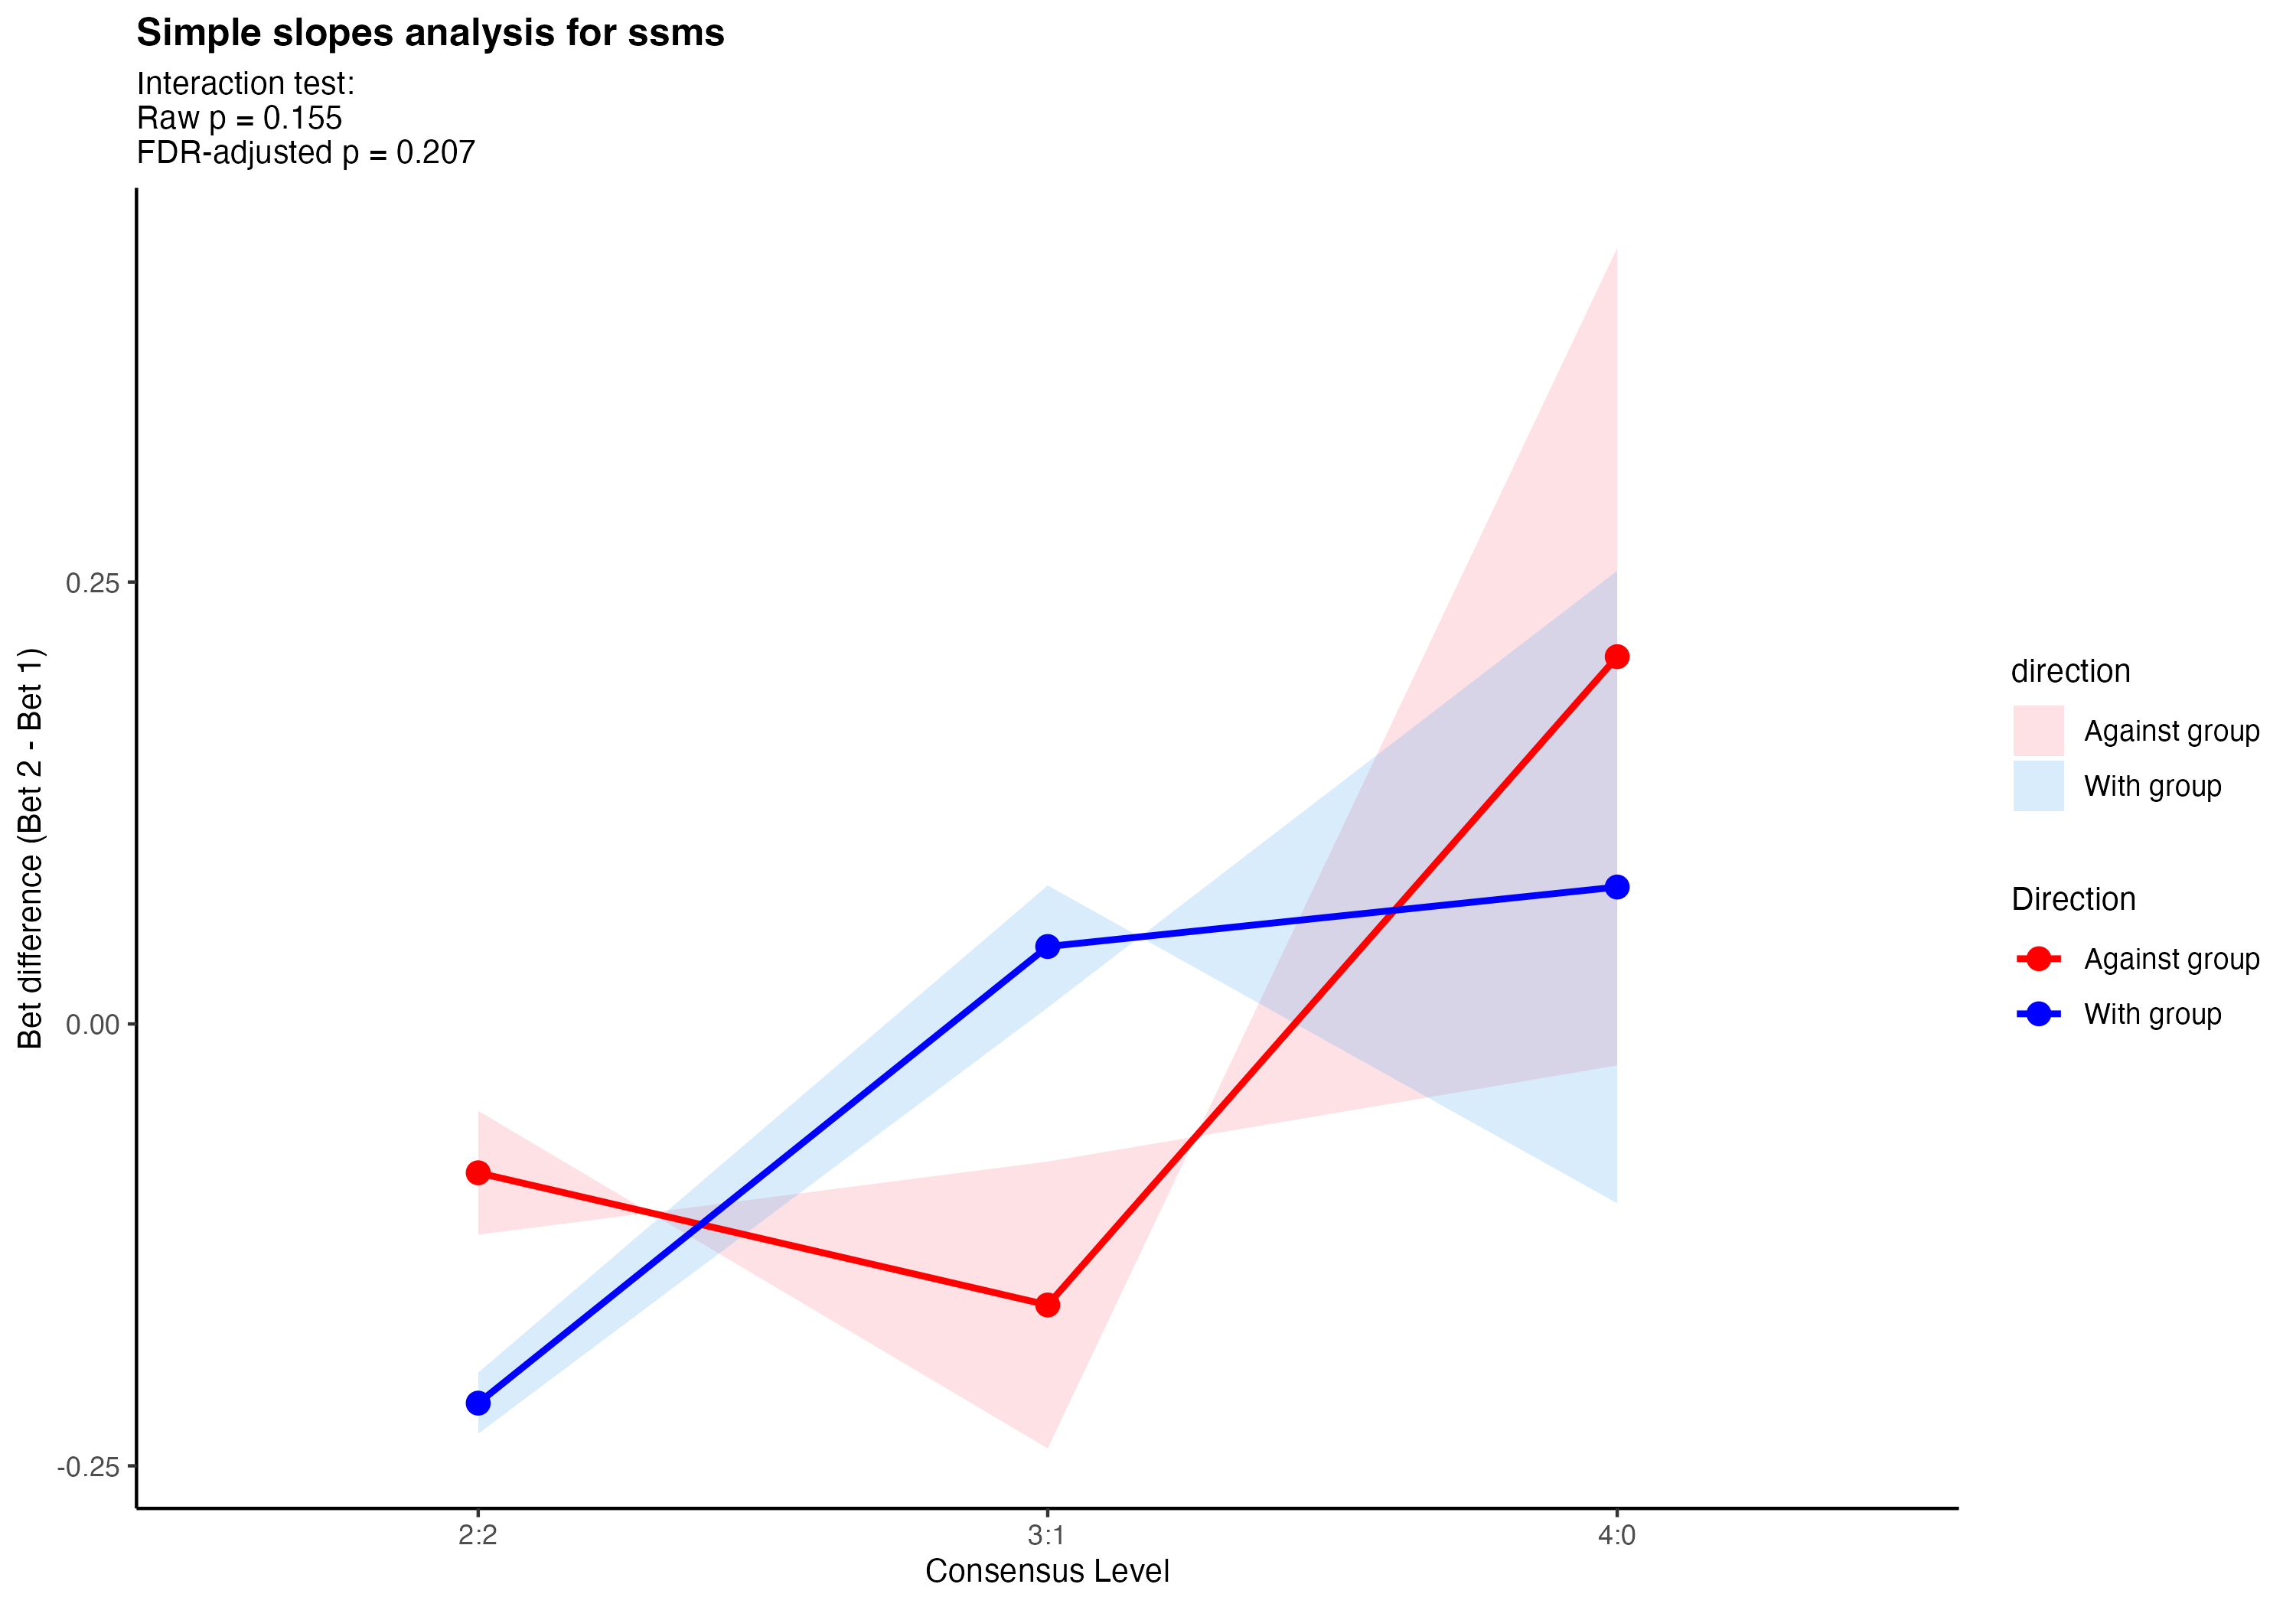 Simple slopes analysis for ssms
Interaction test:
Raw p = 0.155
FDR-adjusted p = 0.207
Bet difference (Bet 2 - Bet 1)
0.25
0.00
-0.25
2:2
3:1
4:0
Consensus Level
direction
Against group
With group
Direction
Against group
With group